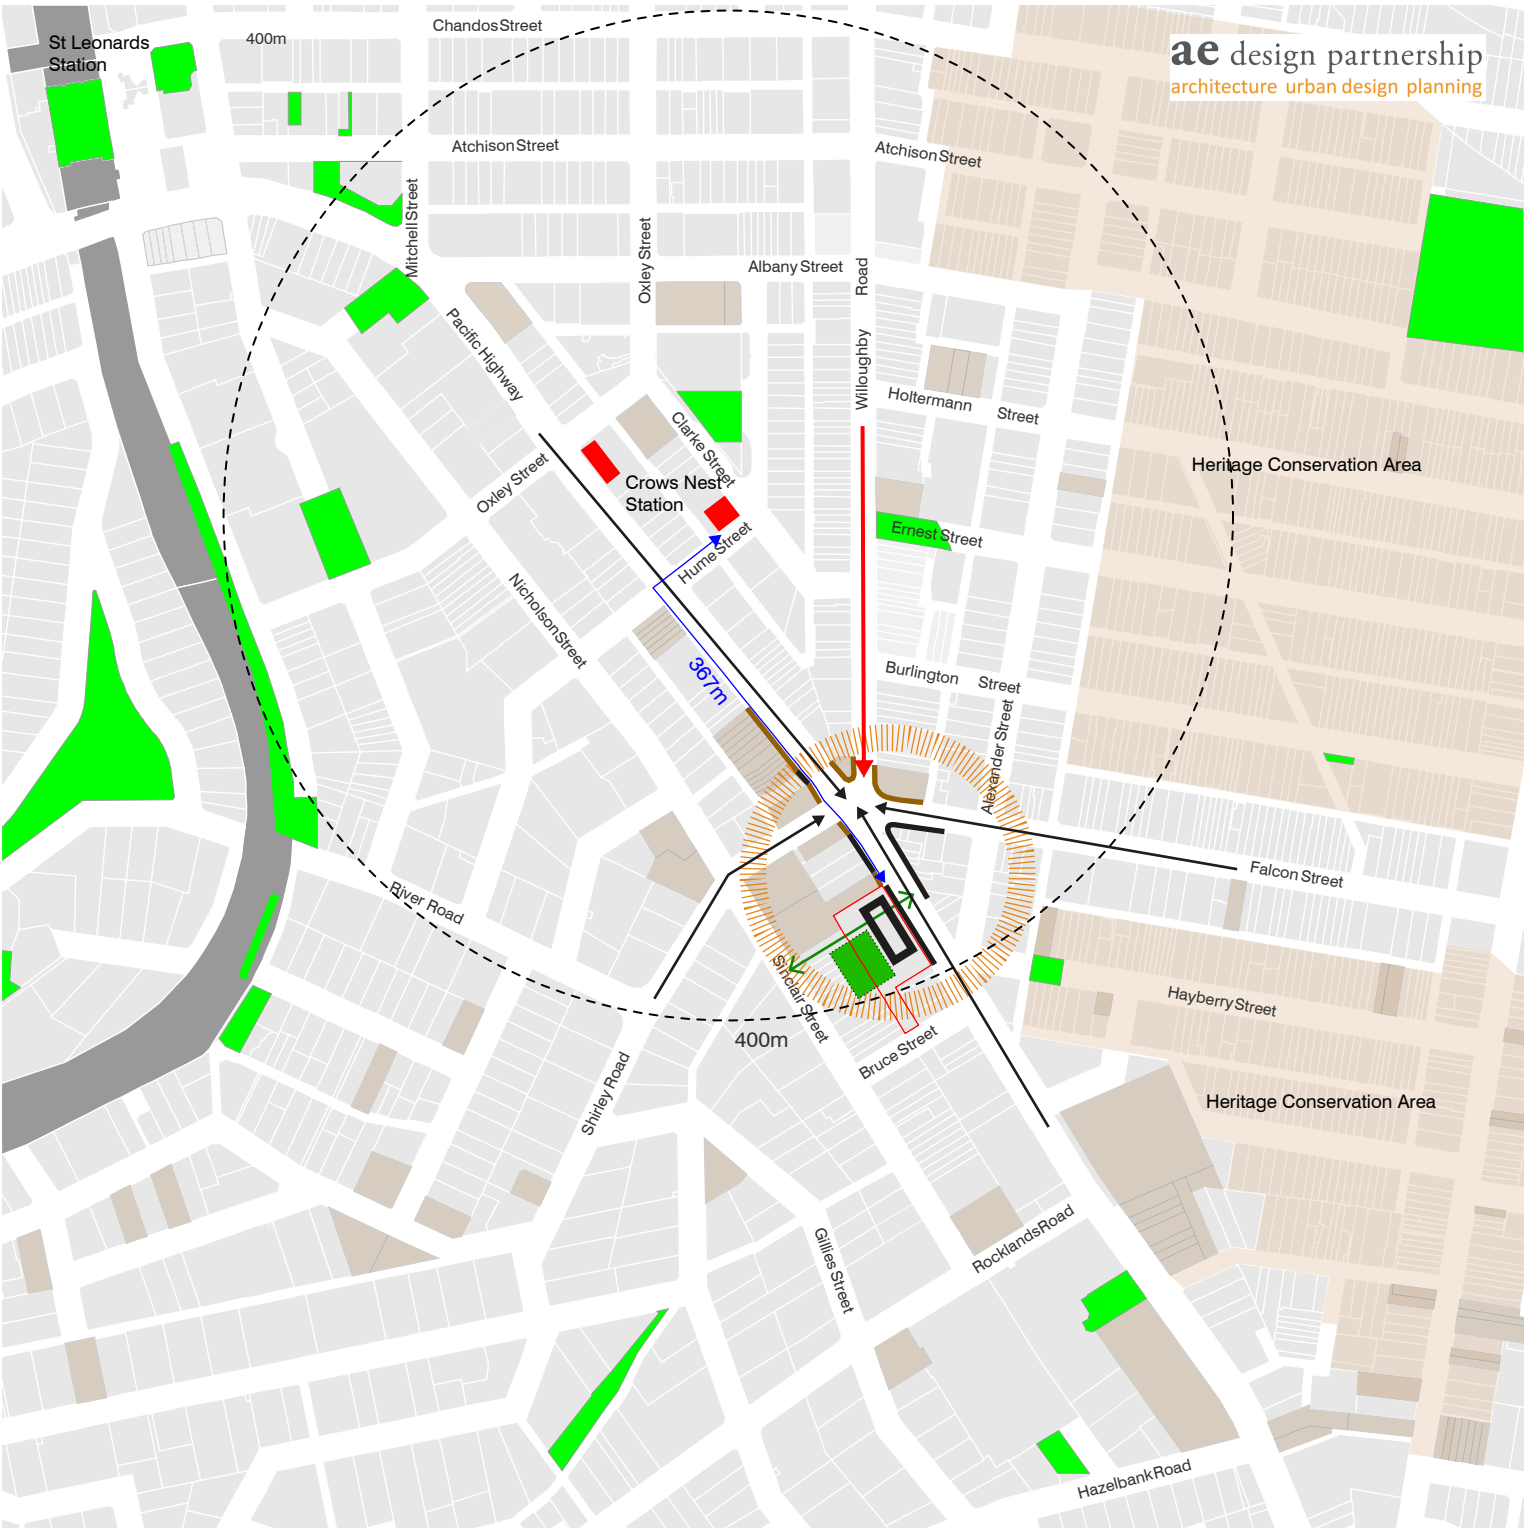 Chandos Street
St Leonards
Station
400m
ae design partnership
architecture urban design planning
Atchison Street
Atchison Street
Mitchell Street
Oxley Street
Albany Street
Road
Willoughby
Pacific Highway
Holtermann Street
Clarke Street
Oxley Street
Crows Nest
Station
Heritage Conservation Area
Ernest Street
Hume Street
Nicholson Street
367m
Burlington Street
Alexander Street
Falcon Street
River Road
Sinclair Street
Hayberry Street
400m
Bruce Street
Shirley Road
Heritage Conservation Area
Rocklands Road
Gillies Street
Hazelbank Road